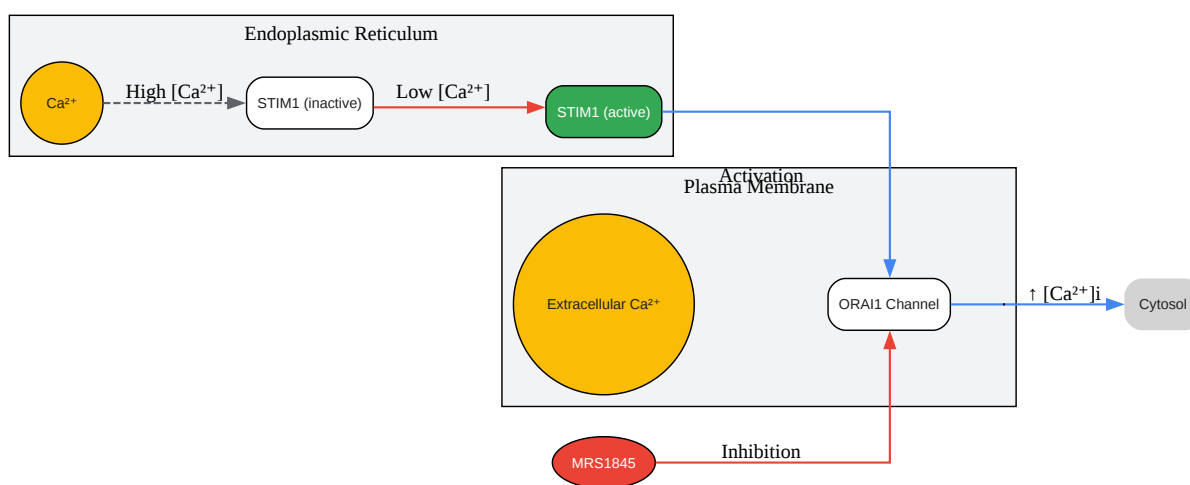 Endoplasmic Reticulum
Ca²⁺
High [Ca²⁺]
STIM1 (inactive)
Low [Ca²⁺]
STIM1 (active)
Activation
Plasma Membrane
Extracellular Ca²⁺
ORAI1 Channel
↑ [Ca²⁺]i
Cytosol
MRS1845
Inhibition